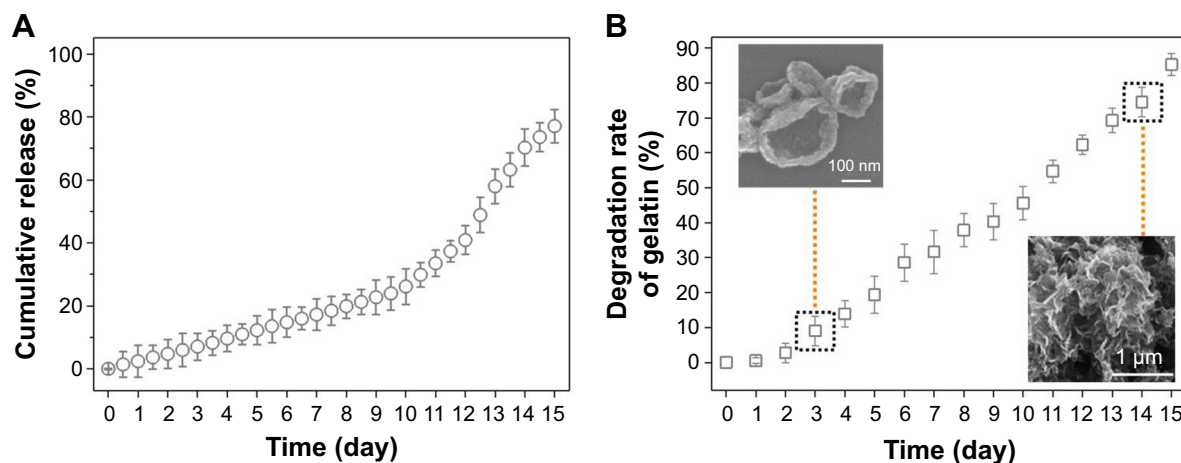 A
Cumulative release (%)
100
80
60
40
20
0
0 1 2 3 4 5 6 7 8 9 10 11 12 13 14 15
Time (day)
B
Degradation rate
of gelatin (%)
90
80
70
60
50
40
30
20
10
0
100 nm
1 µm
0 1 2 3 4 5 6 7 8 9 10 11 12 13 14 15
Time (day)